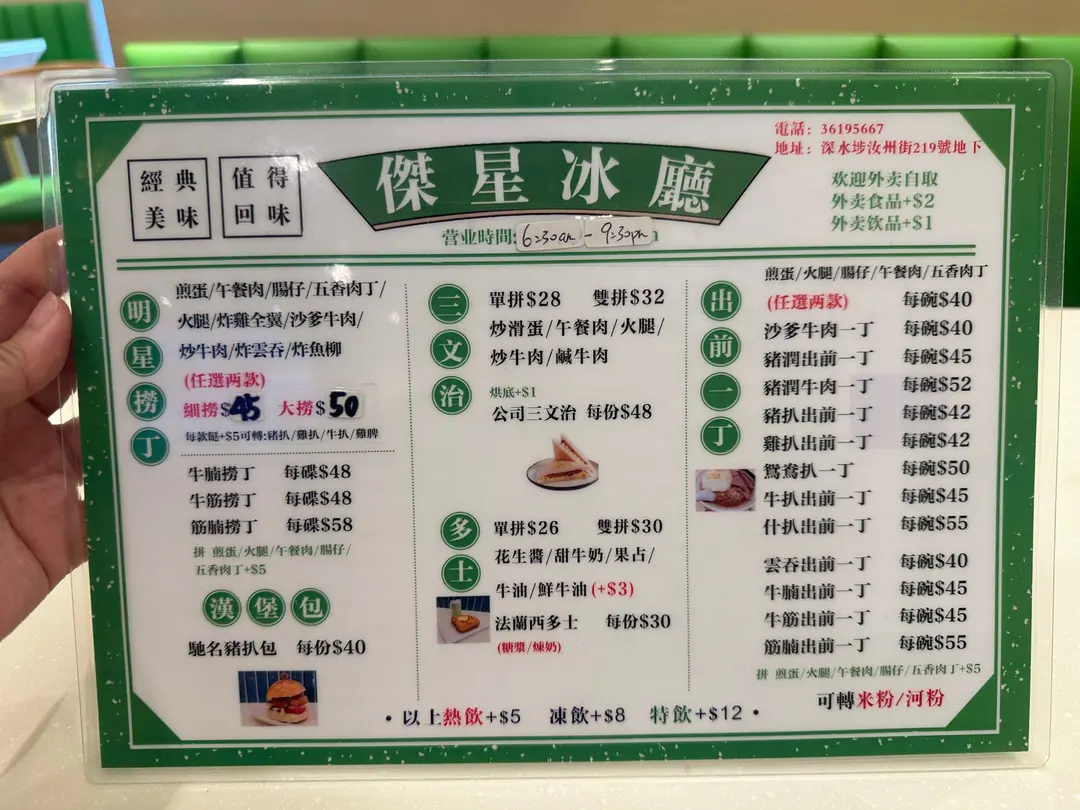 電話：36195667
地址：深水埗汝州街219號地下
經典
美味
值得
回味
傑星冰廳
欢迎外卖自取
外卖食品+$2
外卖饮品+$1
营业時間:6:30am - 9:30pm
明星撈丁
煎蛋/午餐肉/腸仔/五香肉丁/
火腿/炸雞全翼/沙爹牛肉/
炒牛肉/炸雲吞/炸魚柳
(任選两款)
細撈$45 大撈$50
每款餸+$5可轉:豬扒/雞扒/牛扒/雞脾
牛腩撈丁 每碟$48
牛筋撈丁 每碟$48
筋腩撈丁 每碟$58
拼 煎蛋/火腿/午餐肉/腸仔/
五香肉丁+$5
漢堡包
馳名豬扒包 每份$40
三文治
單拼$28 雙拼$32
炒滑蛋/午餐肉/火腿/
炒牛肉/鹹牛肉
烘底+$1
公司三文治 每份$48
多士
單拼$26 雙拼$30
花生醬/甜牛奶/果占/
牛油/鮮牛油(+$3)
法蘭西多士 每份$30
(糖漿/煉奶)
出前一丁
煎蛋/火腿/腸仔/午餐肉/五香肉丁
(任選两款) 每碗$40
沙爹牛肉一丁 每碗$40
豬潤出前一丁 每碗$45
豬潤牛肉一丁 每碗$52
豬扒出前一丁 每碗$42
雞扒出前一丁 每碗$42
鴛鴦扒一丁 每碗$50
牛扒出前一丁 每碗$45
什扒出前一丁 每碗$55
雲吞出前一丁 每碗$40
牛腩出前一丁 每碗$45
牛筋出前一丁 每碗$45
筋腩出前一丁 每碗$55
拼 煎蛋/火腿/午餐肉/腸仔/五香肉丁+$5
可轉米粉/河粉
•以上熱飲+$5 凍飲+$8 特飲+$12•